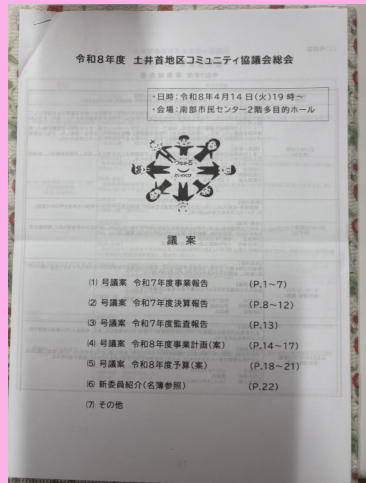 令和8年度 土井首地区コミュニティ協議会総会
・日時:令和8年4月14日(火)19時~
・会場:南部市民センター2階多目的ホール
議案
⑴ 号議案 令和7年度事業報告 (P.1~7)
⑵ 号議案 令和7年度決算報告 (P.8~12)
⑶ 号議案 令和7年度監査報告 (P.13)
⑷ 号議案 令和8年度事業計画(案) (P.14~17)
⑸ 号議案 令和8年度予算(案) (P.18~21)
⑹ 新委員紹介(名簿参照) (P.22)
⑺ その他